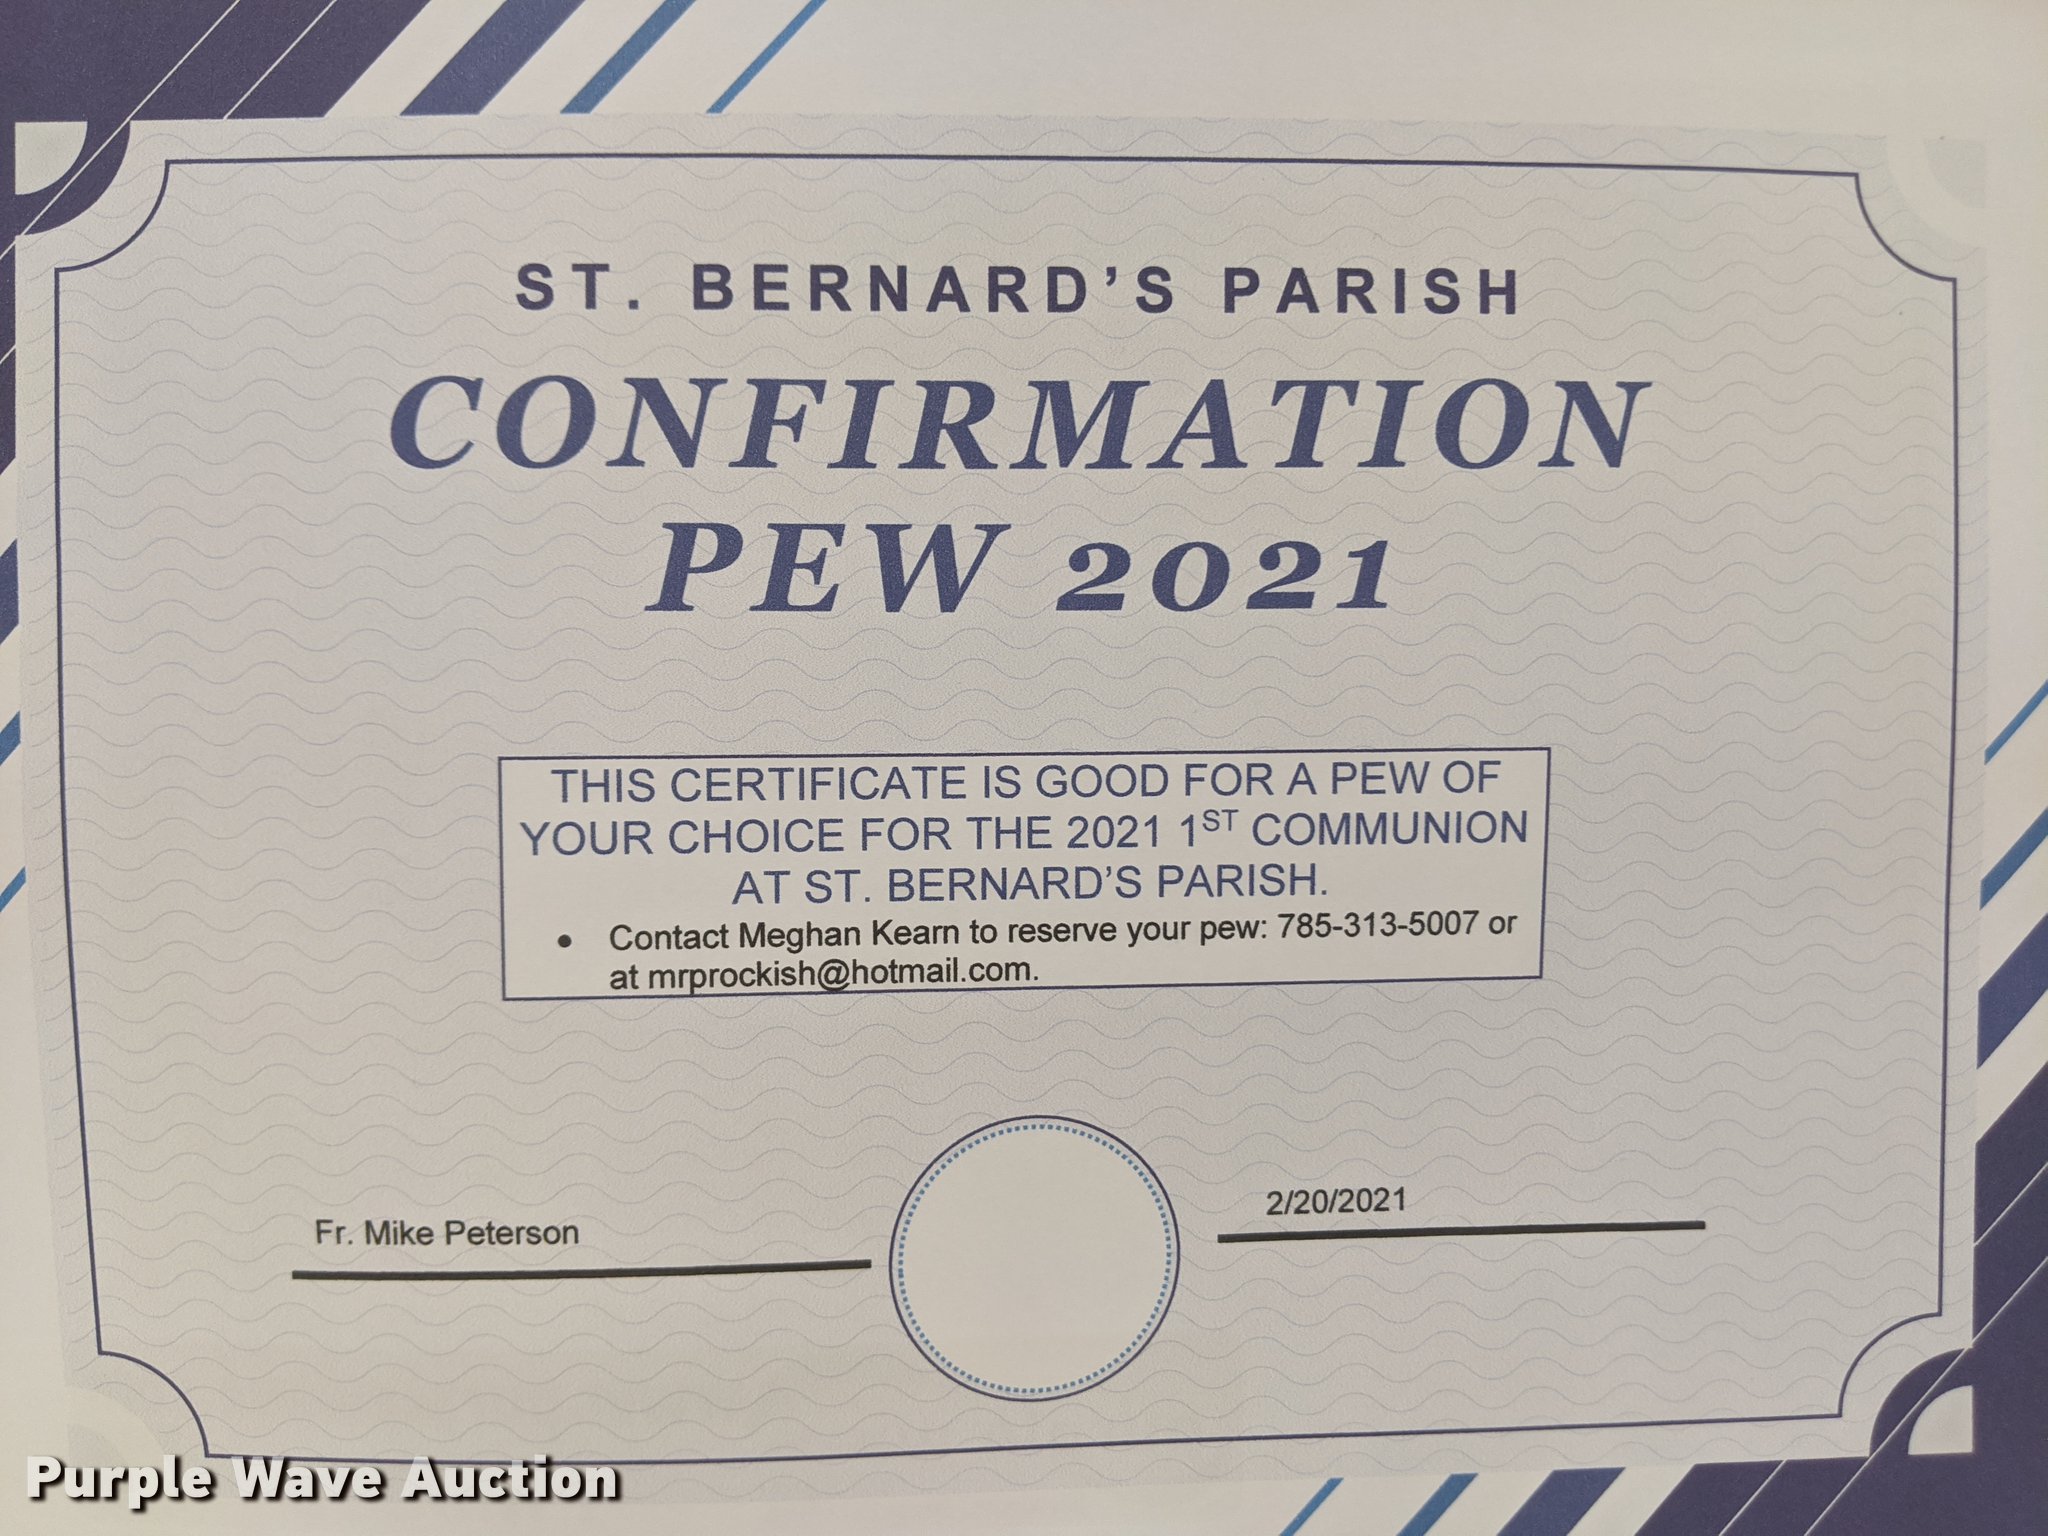 ST. BERNARD'S PARISH
CONFIRMATION
PEW 2021
THIS CERTIFICATE IS GOOD FOR A PEW OF
YOUR CHOICE FOR THE 2021 1ST COMMUNION
AT ST. BERNARD'S PARISH.
• Contact Meghan Kearn to reserve your pew: 785-313-5007 or
at mrprockish@hotmail.com.
Fr. Mike Peterson
2/20/2021
Purple Wave Auction